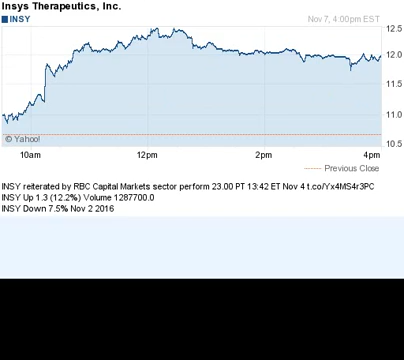 Insys Therapeutics, Inc.
INSY
Nov 7, 4:00pm EST
12.5
12.0
11.5
11.0
10.5
© Yahoo!
10am 12pm 2pm 4pm
Previous Close
INSY reiterated by RBC Capital Markets sector perform 23.00 PT 13:42 ET Nov 4 t.co/Yx4MS4r3PC
INSY Up 1.3 (12.2%) Volume 1287700.0
INSY Down 7.5% Nov 2 2016